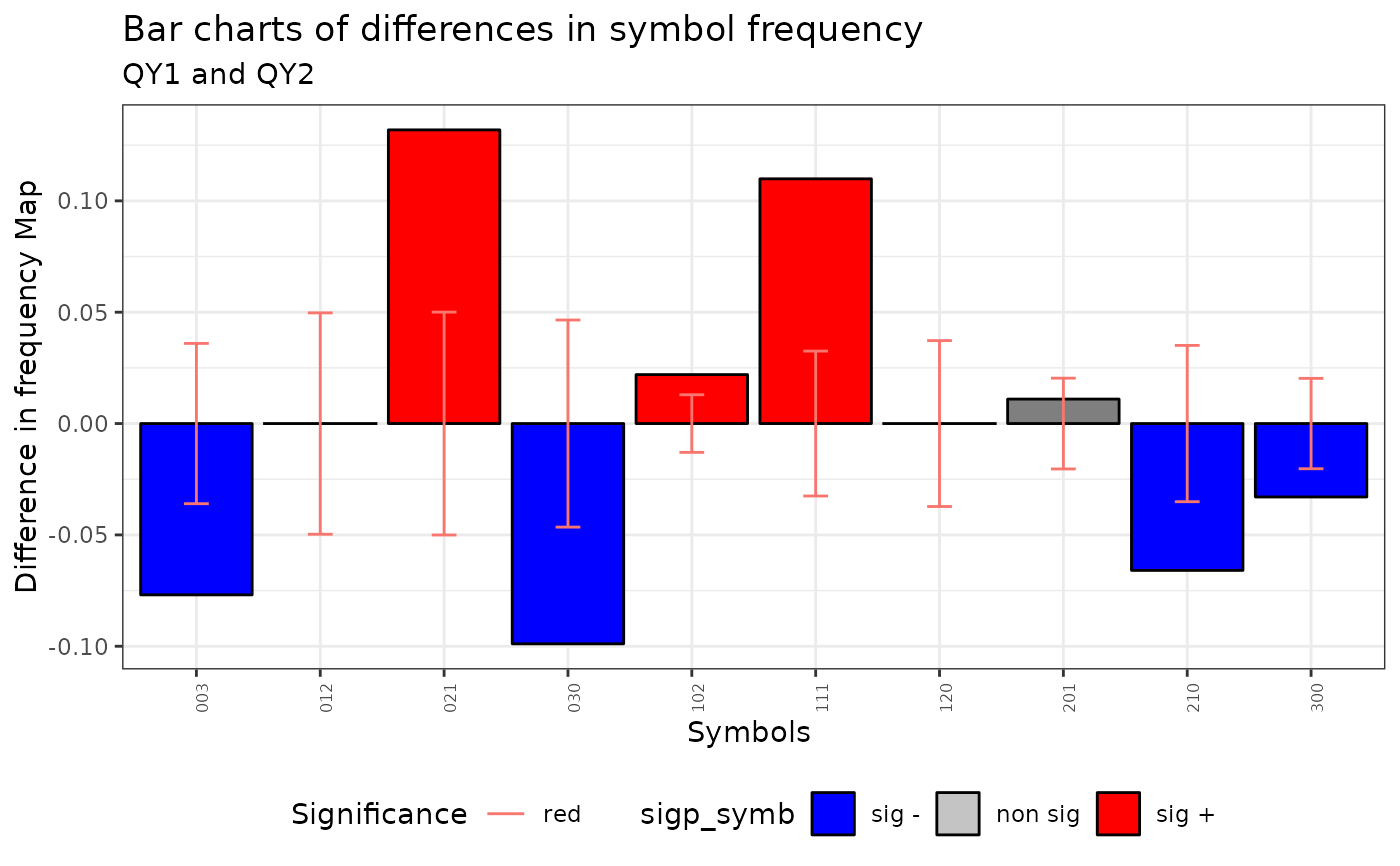 Bar charts of differences in symbol frequency
QY1 and QY2
Difference in frequency Map
0.10
0.05
0.00
-0.05
-0.10
003 012 021 030 102 111 120 201 210 300
Symbols
Significance red sigp_symb sig - non sig sig +